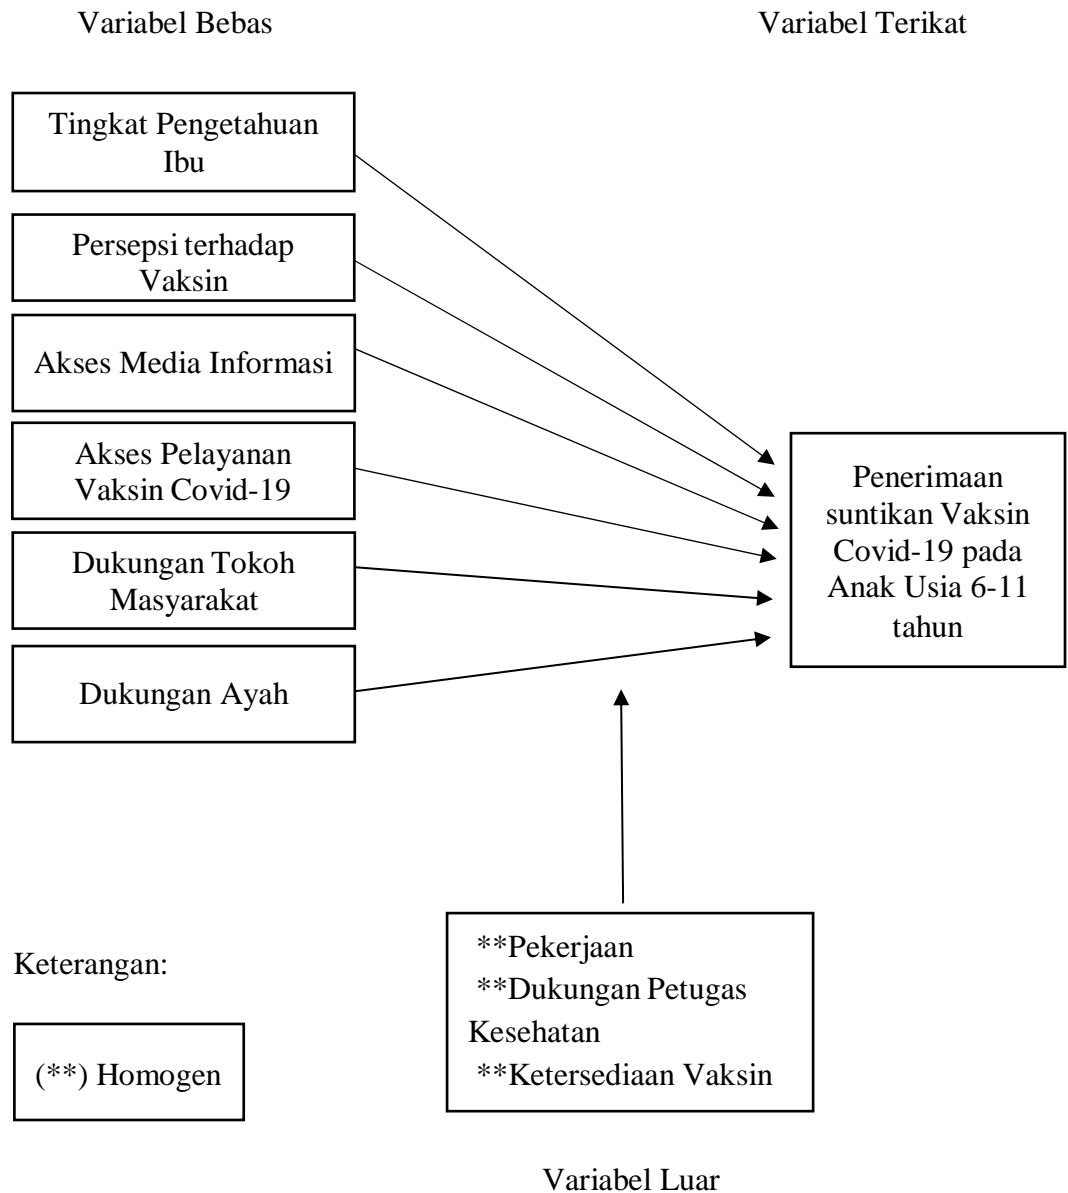 Variabel Bebas
Variabel Terikat
Tingkat Pengetahuan
Ibu
Persepsi terhadap
Vaksin
Akses Media Informasi
Akses Pelayanan
Vaksin Covid-19
Dukungan Tokoh
Masyarakat
Dukungan Ayah
Penerimaan
suntikan Vaksin
Covid-19 pada
Anak Usia 6-11
tahun
Keterangan:
(**) Homogen
**Pekerjaan
**Dukungan Petugas
Kesehatan
**Ketersediaan Vaksin
Variabel Luar